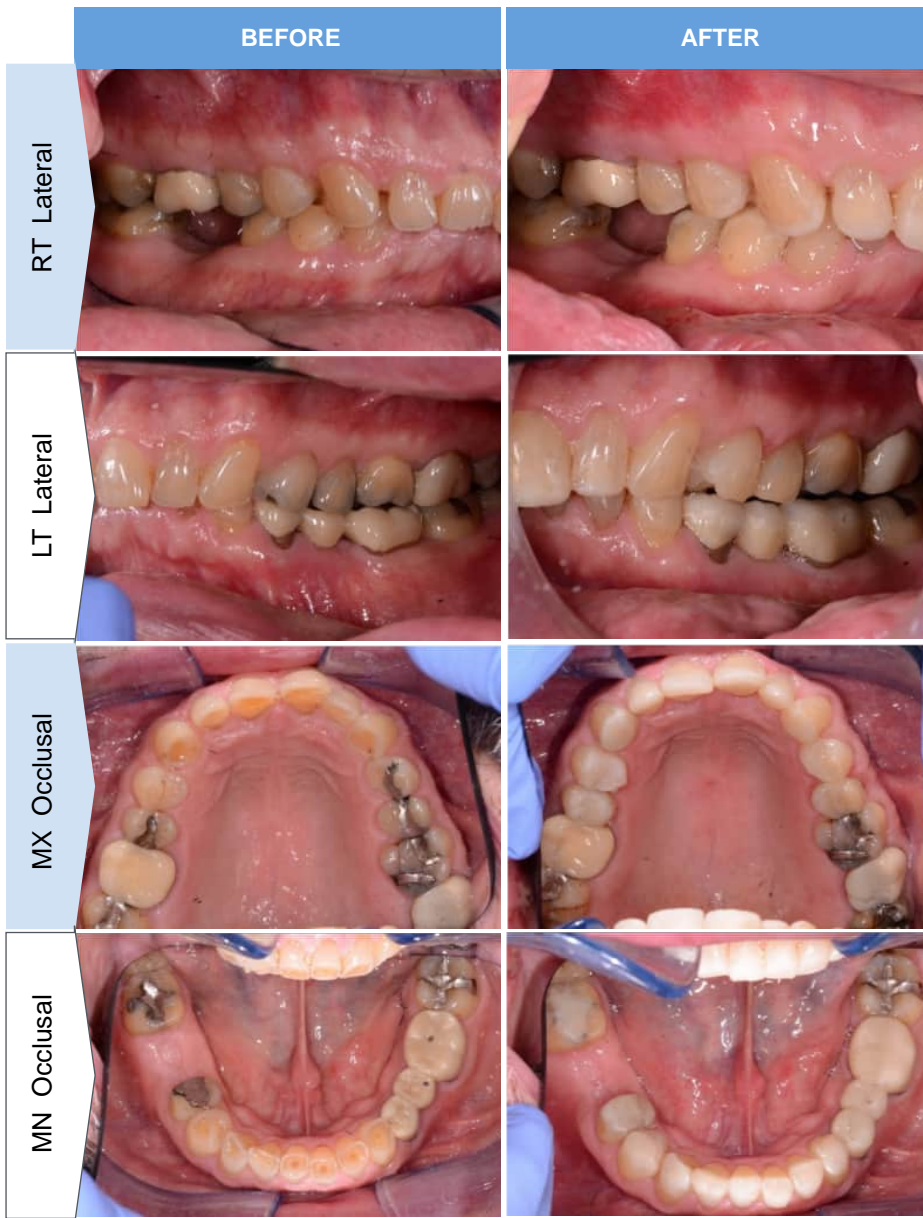 BEFORE
AFTER
RT Lateral
LT Lateral
MX Occlusal
MN Occlusal